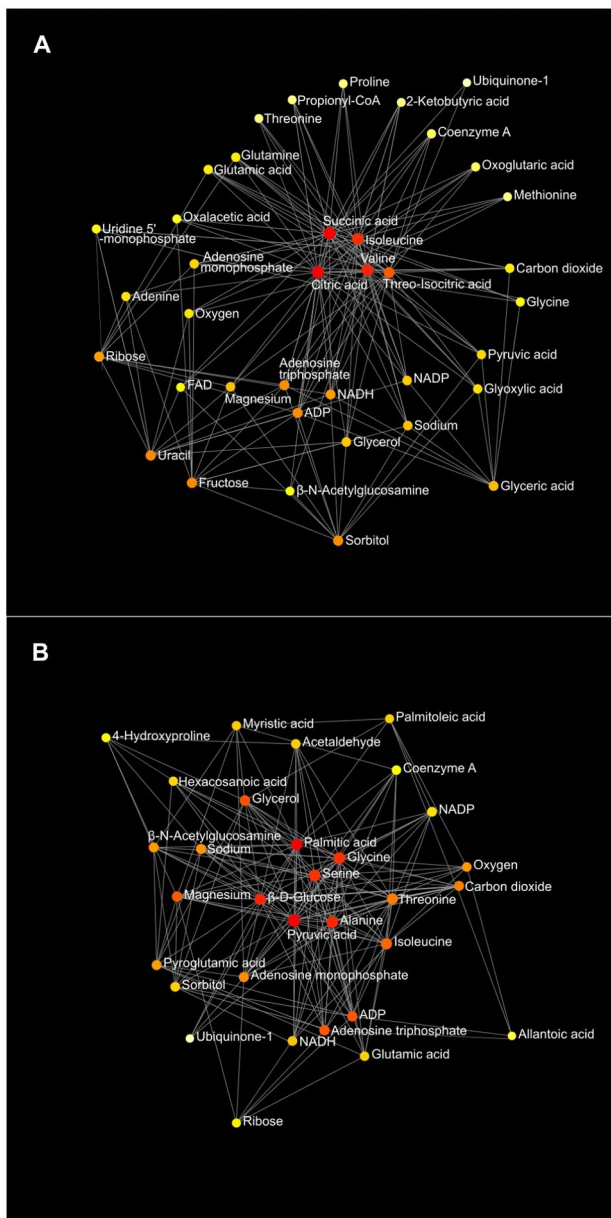 A
Proline
Ubiquinone-1
Propionyl-CoA
2-Ketobutyric acid
Threonine
Coenzyme A
Glutamine
Glutamic acid
Oxoglutaric acid
Methionine
Oxalacetic acid
Succinic acid
Uridine 5'
-monophosphate
Isoleucine
Adenosine
monophosphate
Valine
Citric acid
Threo-Isocitric acid
Carbon dioxide
Adenine
Glycine
Oxygen
Ribose
Pyruvic acid
Adenosine
triphosphate
NADP
FAD
Magnesium
NADH
Glyoxylic acid
ADP
Sodium
Glycerol
Uracil
Fructose
β-N-Acetylglucosamine
Glyceric acid
Sorbitol
B
Palmitoleic acid
Myristic acid
4-Hydroxyproline
Acetaldehyde
Coenzyme A
Hexacosanoic acid
Glycerol
NADP
β-N-Acetylglucosamine
Palmitic acid
Sodium
Glycine
Oxygen
Serine
Carbon dioxide
Magnesium
β-D-Glucose
Threonine
Pyruvic acid
Alanine
Isoleucine
Pyroglutamic acid
Adenosine monophosphate
Sorbitol
ADP
Adenosine triphosphate
Ubiquinone-1
NADH
Allantoic acid
Glutamic acid
Ribose